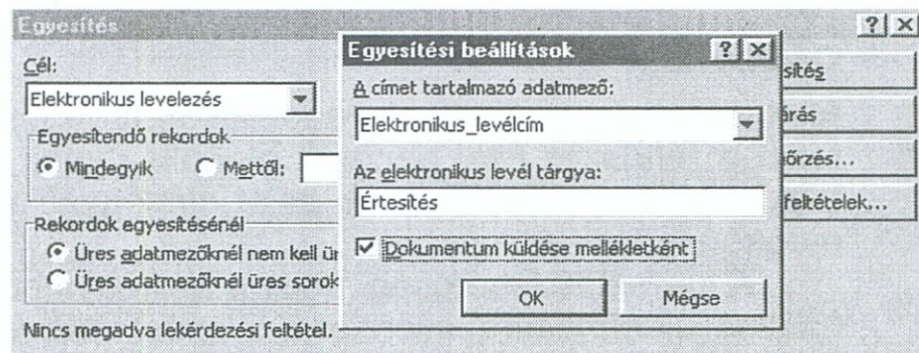 Egyesítés
Cél:
Elektronikus levelezés
Egyesítendő rekordok
Mindegyik
Mettől:
Rekordok egyesítésénél
Üres adatmezőknél nem kell ür
Üres adatmezőknél üres sorok
Nincs megadva lekérdezési feltétel.
Egyesítési beállítások
A címet tartalmazó adatmező:
Elektronikus_levélcím
Az elektronikus levél tárgya:
Értesítés
Dokumentum küldése mellékletként
OK
Mégse
sítés
árás
őrzés...
feltételek...